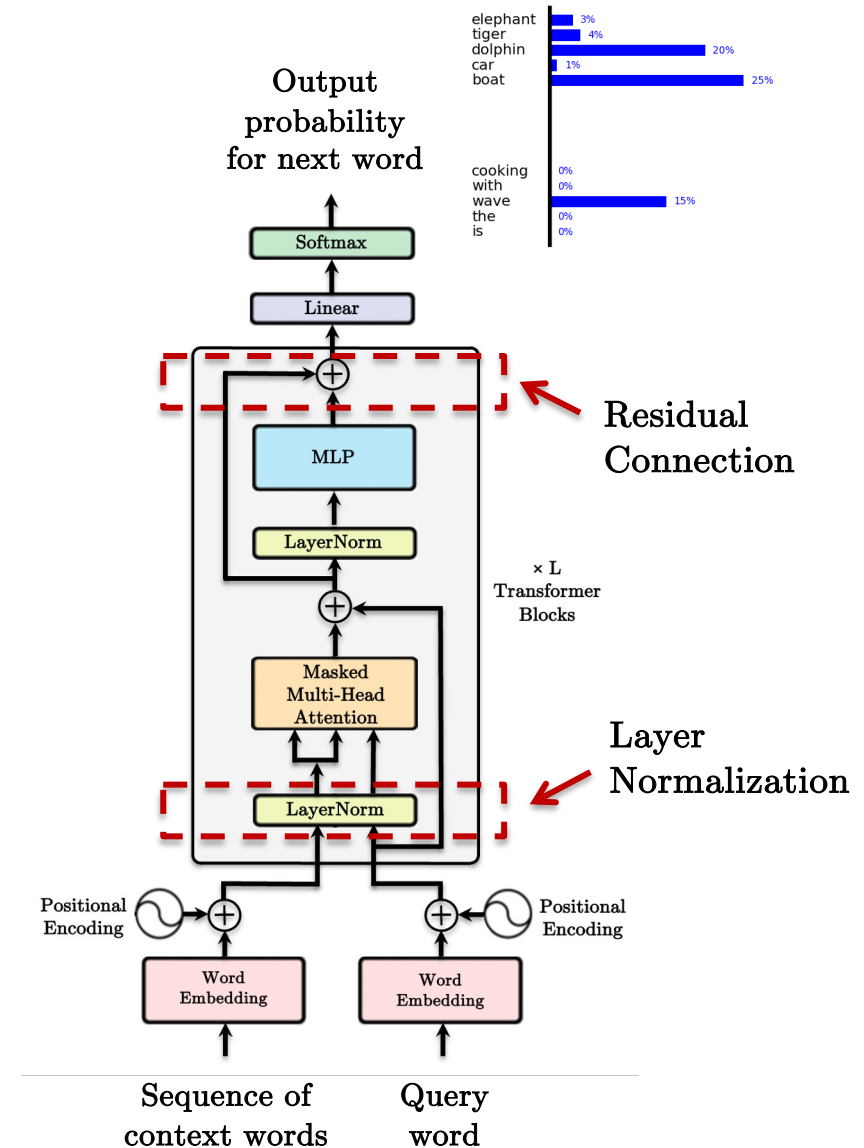 elephant 3%
tiger 4%
dolphin 20%
car 1%
boat 25%
cooking 0%
with 0%
wave 15%
the 0%
is 0%
Output
probability
for next word
Softmax
Linear
Residual
Connection
MLP
LayerNorm
× L
Transformer
Blocks
Masked
Multi-Head
Attention
Layer
Normalization
LayerNorm
Positional
Encoding
Positional
Encoding
Word
Embedding
Word
Embedding
Sequence of
context words
Query
word